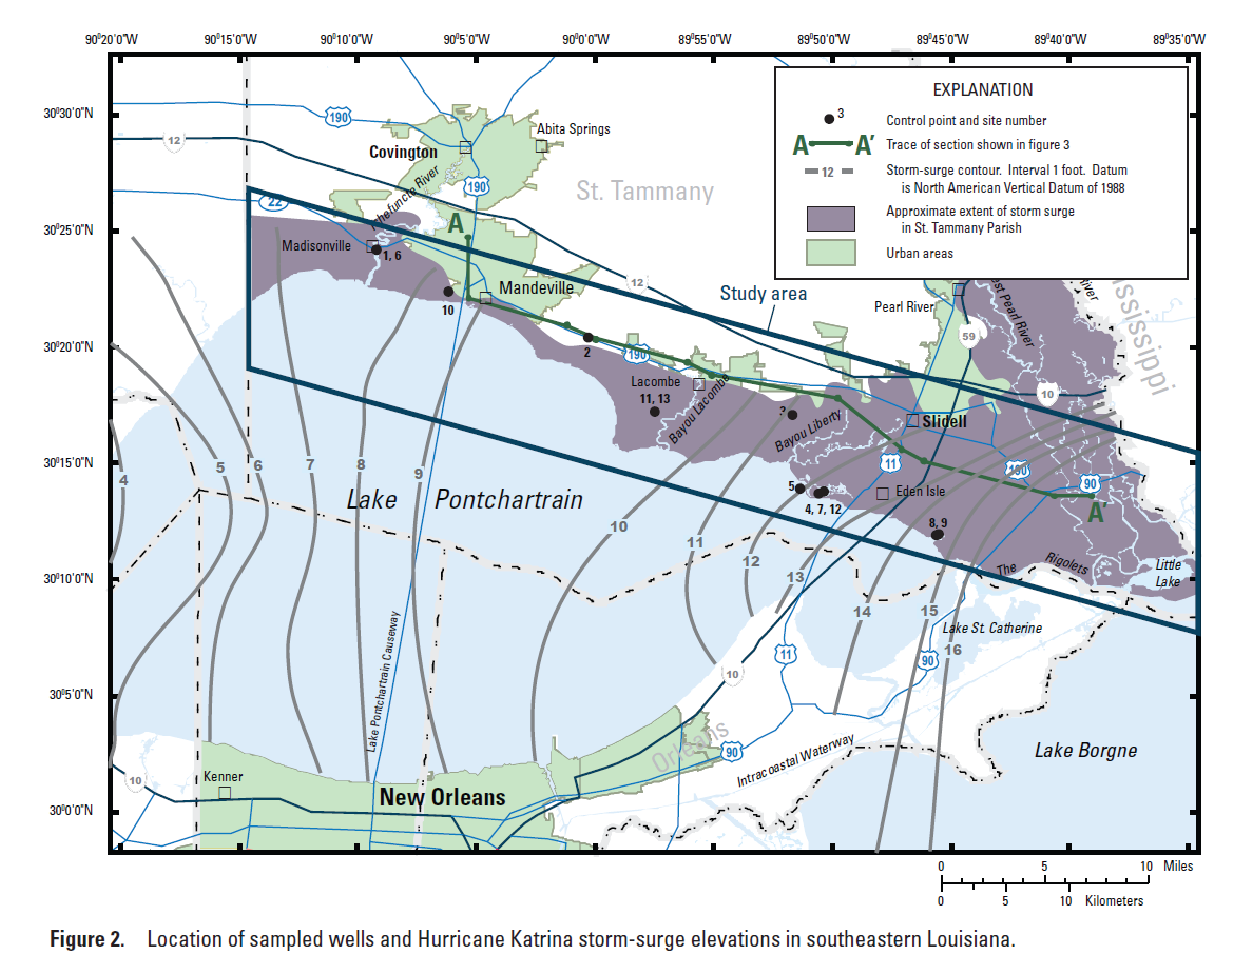 90°20'0"W 90°15'0"W 90°10'0"W 90°5'0"W 90°0'0"W 89°55'0"W 89°50'0"W 89°45'0"W 89°40'0"W 89°35'0"W
30°30'0"N
30°25'0"N
30°20'0"N
30°15'0"N
30°10'0"N
30°5'0"N
30°0'0"N
EXPLANATION
3
Control point and site number
A A'
Trace of section shown in figure 3
12
Storm-surge contour. Interval 1 foot. Datum
is North American Vertical Datum of 1988
Approximate extent of storm surge
in St. Tammany Parish
Urban areas
190
12
Abita Springs
Covington
190
St. Tammany
Tchefuncte River
22
A
Madisonville
1, 6
Mandeville
12
Study area
10
2
190
Pearl River
59
Mississippi
Lacombe
11, 13
Bayou Lacombe
10
Bayou Liberty
Slidell
11
190
90
A'
5
4, 7, 12
Eden Isle
8, 9
4
5
6
7
8
9
10
11
12
13
14
15
16
Lake Pontchartrain
The Rigolets
Little
Lake
Lake St. Catherine
Lake Pontchartrain Causeway
11
90
10
90
Orleans
Intracoastal Waterway
Lake Borgne
10
Kenner
New Orleans
0 5 10 Miles
0 5 10 Kilometers
Figure 2. Location of sampled wells and Hurricane Katrina storm-surge elevations in southeastern Louisiana.